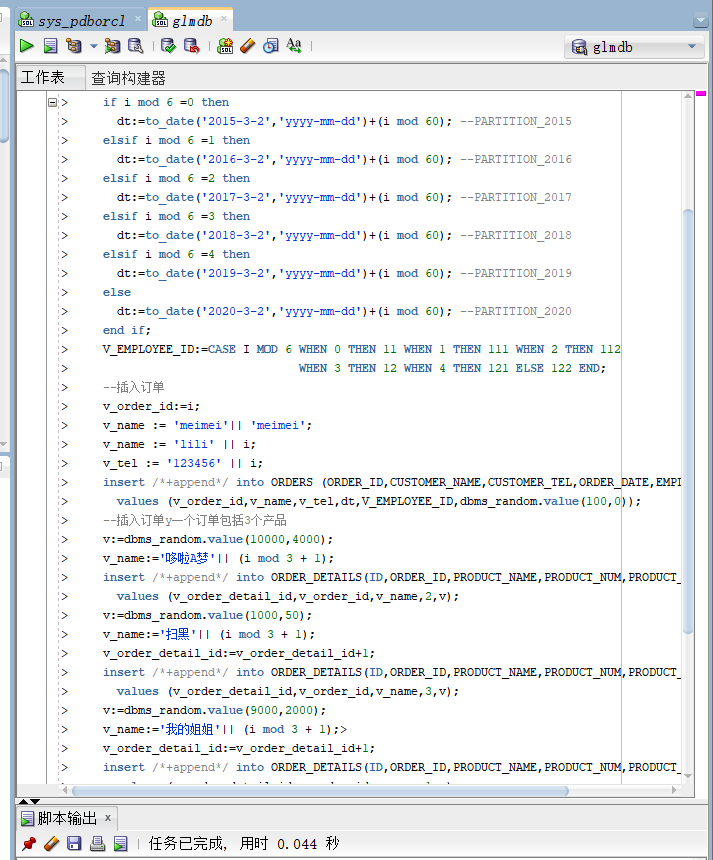 sys_pdborcl × glmdb ×
glmdb
工作表 查询构建器
> if i mod 6 =0 then
> dt:=to_date('2015-3-2','yyyy-mm-dd')+(i mod 60); --PARTITION_2015
> elsif i mod 6 =1 then
> dt:=to_date('2016-3-2','yyyy-mm-dd')+(i mod 60); --PARTITION_2016
> elsif i mod 6 =2 then
> dt:=to_date('2017-3-2','yyyy-mm-dd')+(i mod 60); --PARTITION_2017
> elsif i mod 6 =3 then
> dt:=to_date('2018-3-2','yyyy-mm-dd')+(i mod 60); --PARTITION_2018
> elsif i mod 6 =4 then
> dt:=to_date('2019-3-2','yyyy-mm-dd')+(i mod 60); --PARTITION_2019
> else
> dt:=to_date('2020-3-2','yyyy-mm-dd')+(i mod 60); --PARTITION_2020
> end if;
> V_EMPLOYEE_ID:=CASE I MOD 6 WHEN 0 THEN 11 WHEN 1 THEN 111 WHEN 2 THEN 112
> WHEN 3 THEN 12 WHEN 4 THEN 121 ELSE 122 END;
> --插入订单
> v_order_id:=i;
> v_name := 'meimei'|| 'meimei';
> v_name := 'lili' || i;
> v_tel := '123456' || i;
> insert /*+append*/ into ORDERS (ORDER_ID,CUSTOMER_NAME,CUSTOMER_TEL,ORDER_DATE,EMPL
> values (v_order_id,v_name,v_tel,dt,V_EMPLOYEE_ID,dbms_random.value(100,0));
> --插入订单y一个订单包括3个产品
> v:=dbms_random.value(10000,4000);
> v_name:='哆啦A梦'|| (i mod 3 + 1);
> insert /*+append*/ into ORDER_DETAILS(ID,ORDER_ID,PRODUCT_NAME,PRODUCT_NUM,PRODUCT_
> values (v_order_detail_id,v_order_id,v_name,2,v);
> v:=dbms_random.value(1000,50);
> v_name:='扫黑'|| (i mod 3 + 1);
> v_order_detail_id:=v_order_detail_id+1;
> insert /*+append*/ into ORDER_DETAILS(ID,ORDER_ID,PRODUCT_NAME,PRODUCT_NUM,PRODUCT_
> values (v_order_detail_id,v_order_id,v_name,3,v);
> v:=dbms_random.value(9000,2000);
> v_name:='我的姐姐'|| (i mod 3 + 1);>
> v_order_detail_id:=v_order_detail_id+1;
> insert /*+append*/ into ORDER_DETAILS(ID,ORDER_ID,PRODUCT_NAME,PRODUCT_NUM,PRODUCT_
脚本输出 ×
任务已完成, 用时 0.044 秒